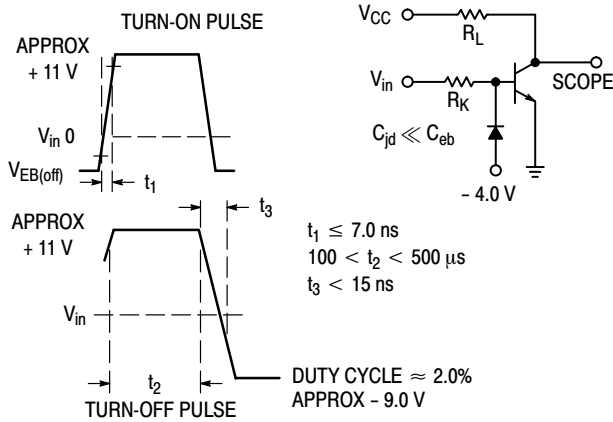 TURN-ON PULSE
APPROX
+ 11 V
V_in 0
V_EB(off)
t_1
t_3
APPROX
+ 11 V
V_in
t_2
TURN-OFF PULSE
t_1 ≤ 7.0 ns
100 < t_2 < 500 μs
t_3 < 15 ns
DUTY CYCLE ≈ 2.0%
APPROX − 9.0 V
V_CC
R_L
SCOPE
V_in
R_K
C_jd ≪ C_eb
− 4.0 V